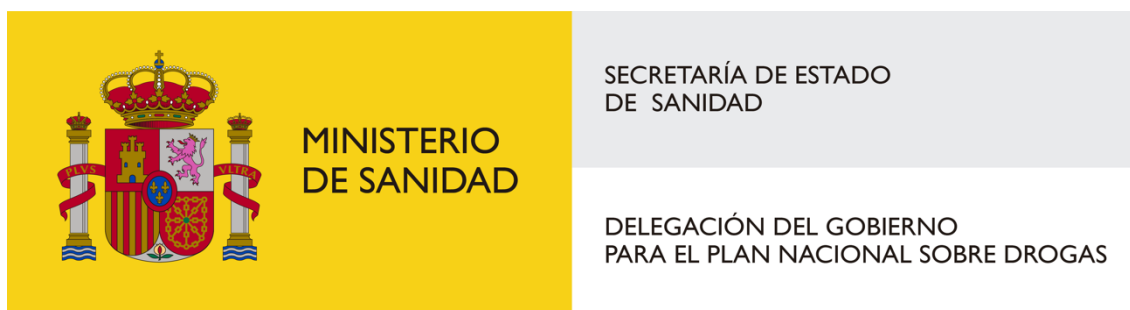 PLVS VLTRA
MINISTERIO
DE SANIDAD
SECRETARÍA DE ESTADO
DE SANIDAD
DELEGACIÓN DEL GOBIERNO
PARA EL PLAN NACIONAL SOBRE DROGAS